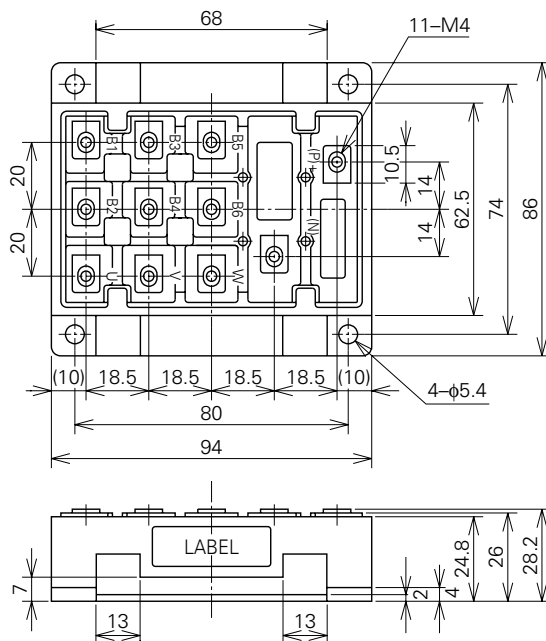 68
11–M4
B1
B3
B5
(P)+
B2
B4
B6
(N)-
U
V
W
20
20
10.5
14
14
62.5
74
86
(10)
18.5
18.5
18.5
18.5
(10)
4–φ5.4
80
94
LABEL
7
13
13
2
4
24.8
26
28.2